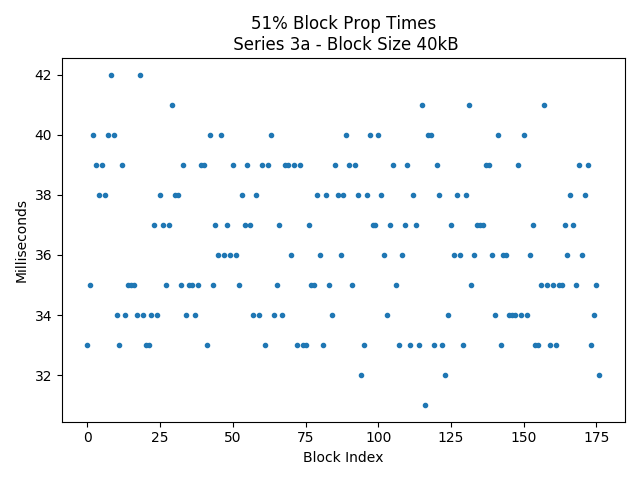 51% Block Prop Times
Series 3a - Block Size 40kB
42
40
38
36
34
32
Milliseconds
0 25 50 75 100 125 150 175
Block Index